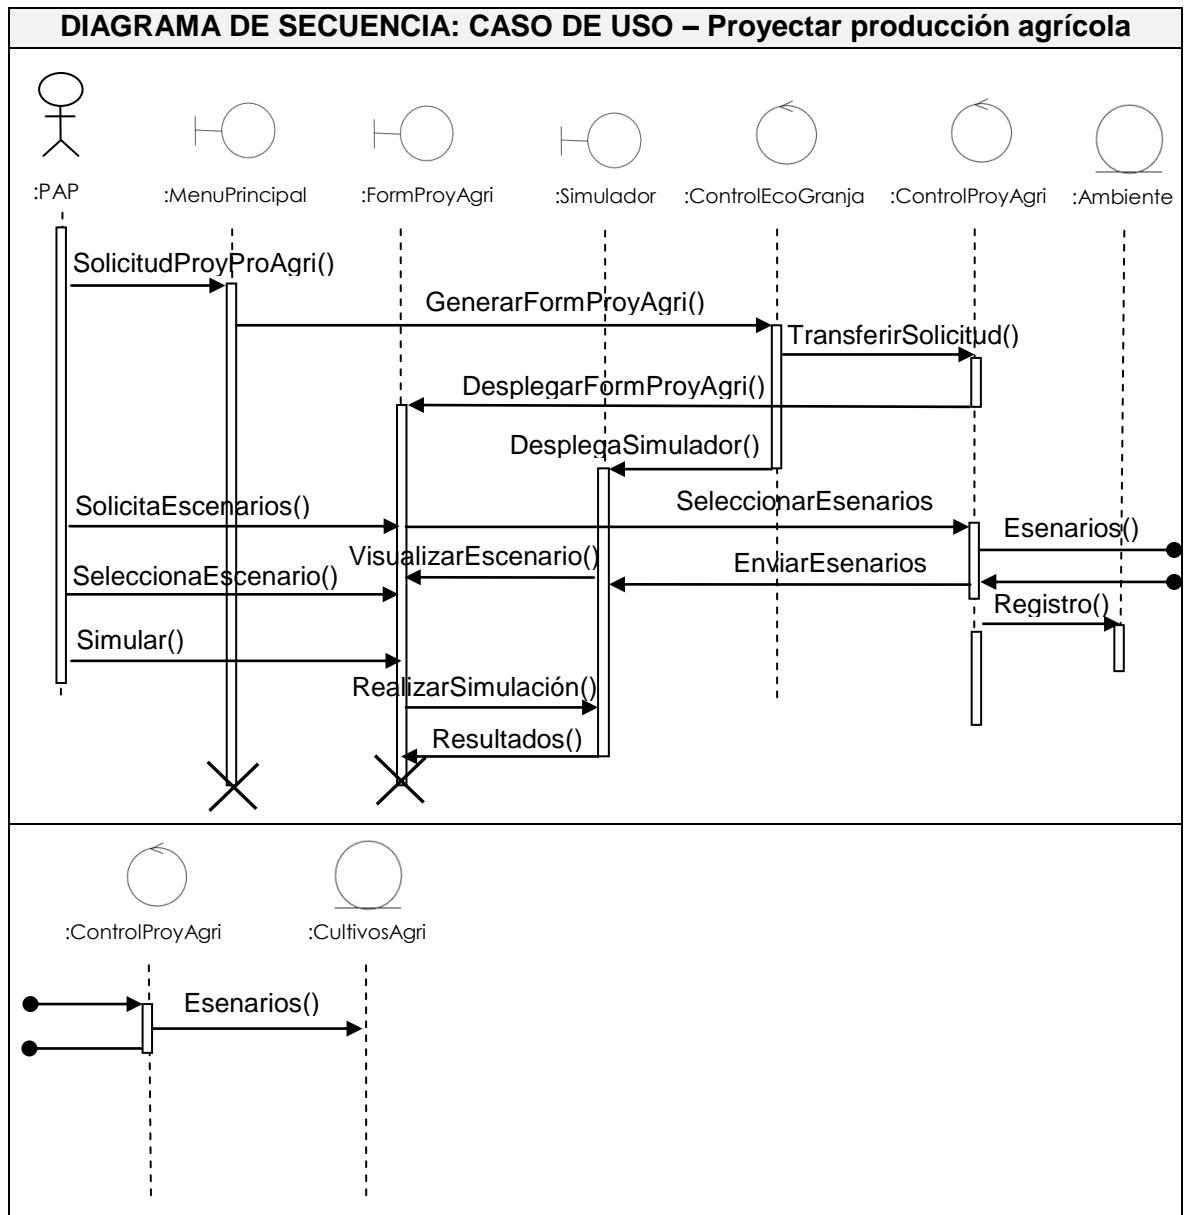 DIAGRAMA DE SECUENCIA: CASO DE USO – Proyectar producción agrícola
:PAP
:MenuPrincipal
:FormProyAgri
:Simulador
:ControlEcoGranja
:ControlProyAgri
:Ambiente
SolicitudProyProAgri()
GenerarFormProyAgri()
TransferirSolicitud()
DesplegarFormProyAgri()
DesplegaSimulador()
SolicitaEscenarios()
SeleccionarEsenarios
Esenarios()
VisualizarEscenario()
EnviarEsenarios
SeleccionaEscenario()
Registro()
Simular()
RealizarSimulación()
Resultados()
:ControlProyAgri
:CultivosAgri
Esenarios()